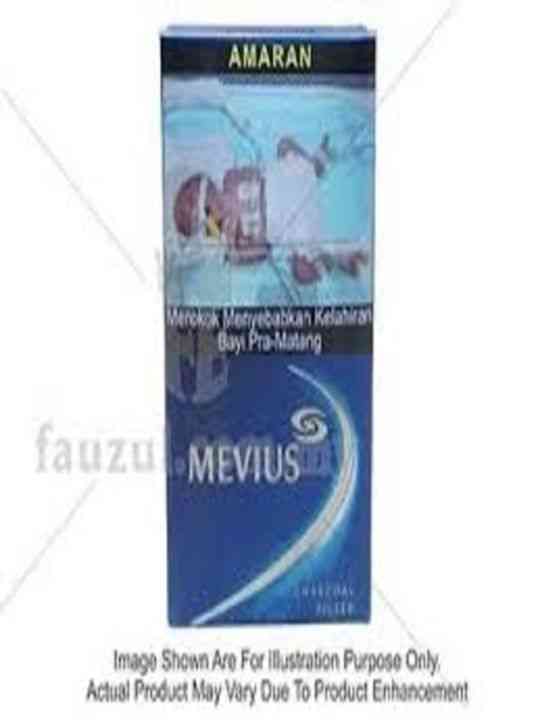 AMARAN
Merokok Menyebabkan Kelahiran
Bayi Pra-Matang
MEVIUS
CHARCOAL
FILTER
Image Shown Are For Illustration Purpose Only.
Actual Product May Vary Due To Product Enhancement